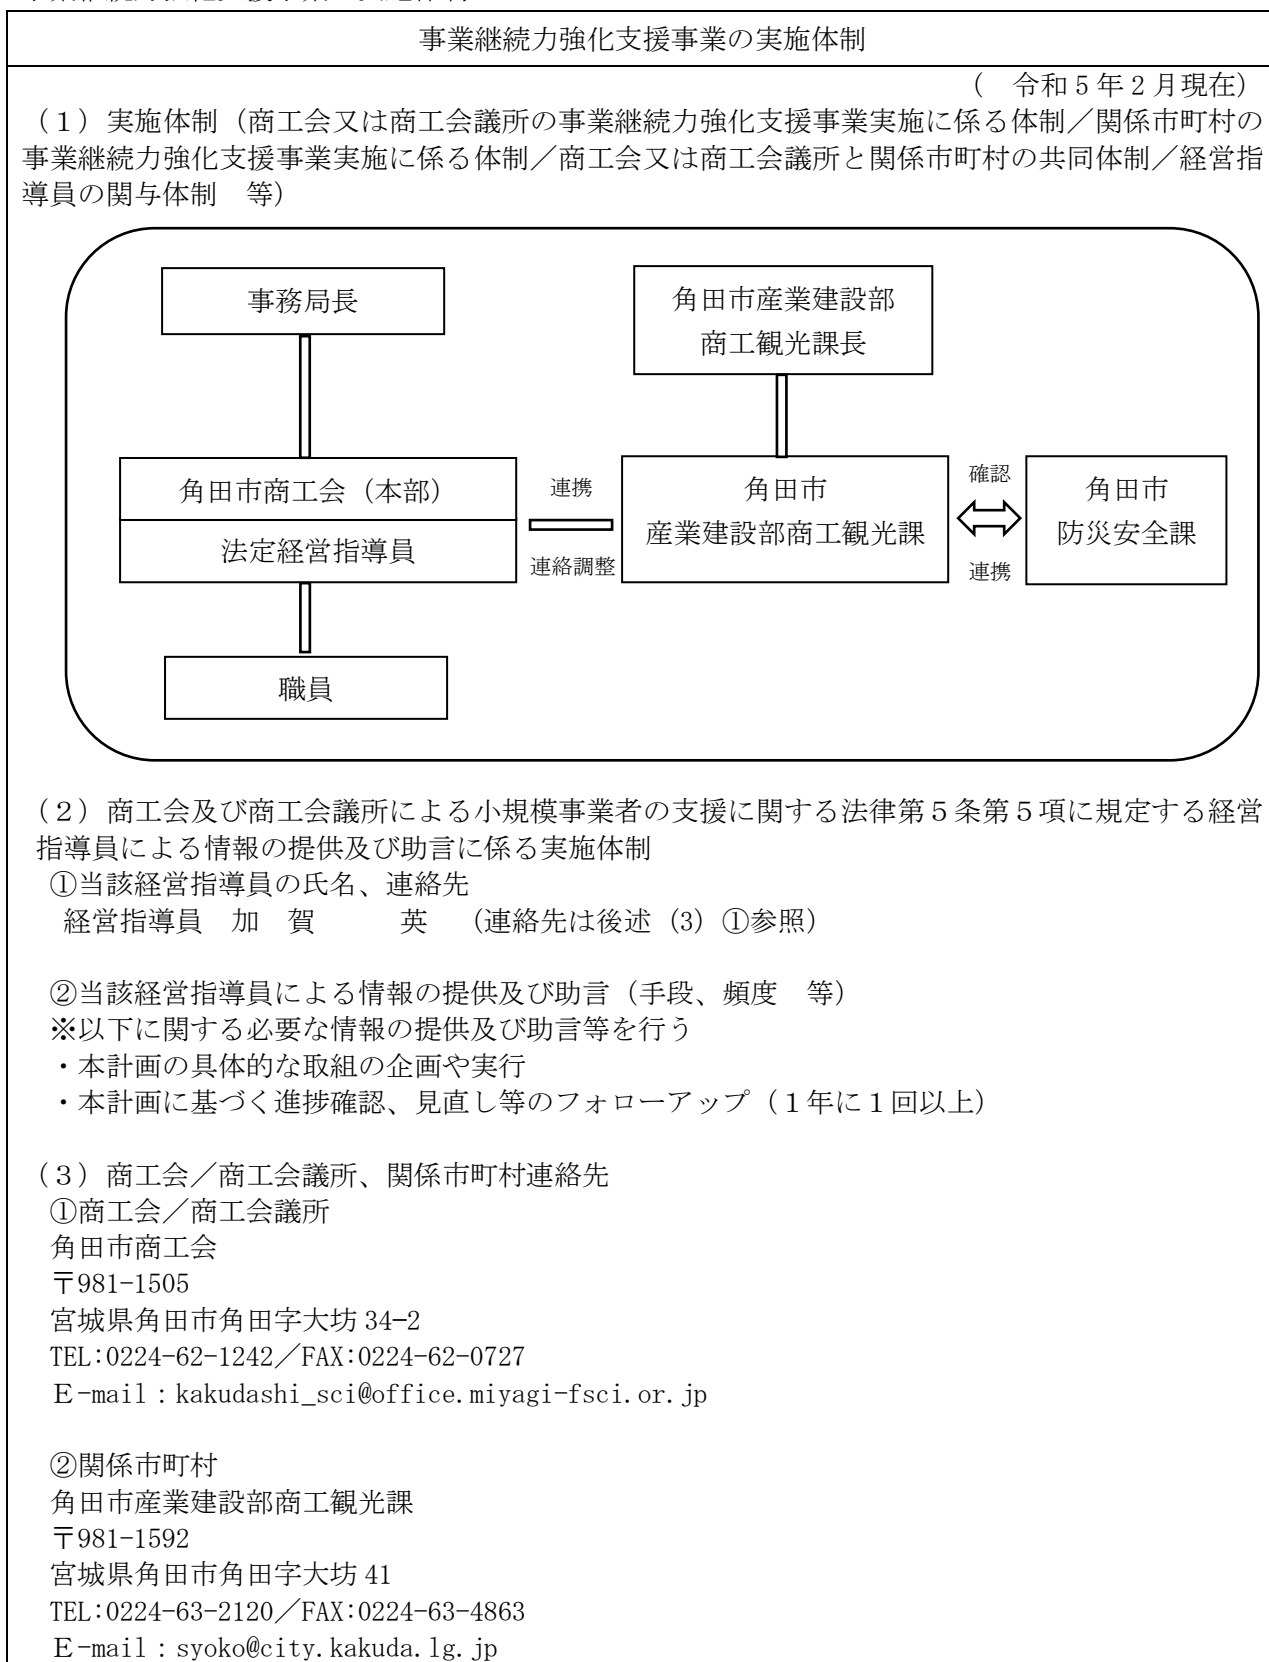 事業継続力強化支援事業の実施体制
（　令和５年２月現在）
（１）実施体制（商工会又は商工会議所の事業継続力強化支援事業実施に係る体制／関係市町村の
事業継続力強化支援事業実施に係る体制／商工会又は商工会議所と関係市町村の共同体制／経営指
導員の関与体制　等）
事務局長
角田市産業建設部
商工観光課長
角田市商工会（本部）
法定経営指導員
連携
連絡調整
角田市
産業建設部商工観光課
確認
連携
角田市
防災安全課
職員
（２）商工会及び商工会議所による小規模事業者の支援に関する法律第５条第５項に規定する経営
指導員による情報の提供及び助言に係る実施体制
①当該経営指導員の氏名、連絡先
経営指導員　加　賀　　　英　（連絡先は後述（3）①参照）
②当該経営指導員による情報の提供及び助言（手段、頻度　等）
※以下に関する必要な情報の提供及び助言等を行う
・本計画の具体的な取組の企画や実行
・本計画に基づく進捗確認、見直し等のフォローアップ（１年に１回以上）
（３）商工会／商工会議所、関係市町村連絡先
①商工会／商工会議所
角田市商工会
〒981-1505
宮城県角田市角田字大坊 34-2
TEL:0224-62-1242／FAX:0224-62-0727
Ｅ-mail：kakudashi_sci@office.miyagi-fsci.or.jp
②関係市町村
角田市産業建設部商工観光課
〒981-1592
宮城県角田市角田字大坊 41
TEL:0224-63-2120／FAX:0224-63-4863
Ｅ-mail：syoko@city.kakuda.lg.jp